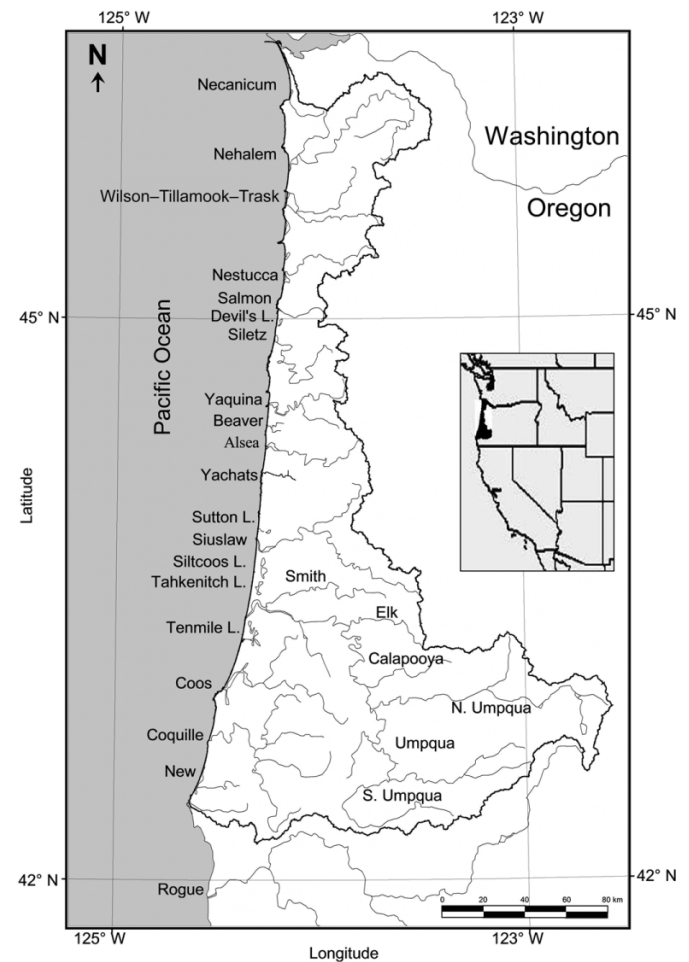 125° W
123° W
N
Necanicum
Washington
Nehalem
Wilson–Tillamook–Trask
Oregon
Nestucca
Salmon
Devil's L.
45° N
45° N
Siletz
Pacific Ocean
Yaquina
Beaver
Alsea
Yachats
Latitude
Sutton L.
Siuslaw
Siltcoos L.
Tahkenitch L.
Smith
Elk
Tenmile L.
Calapooya
Coos
N. Umpqua
Coquille
Umpqua
New
S. Umpqua
42° N
42° N
Rogue
0 20 40 60 80 km
125° W
123° W
Longitude